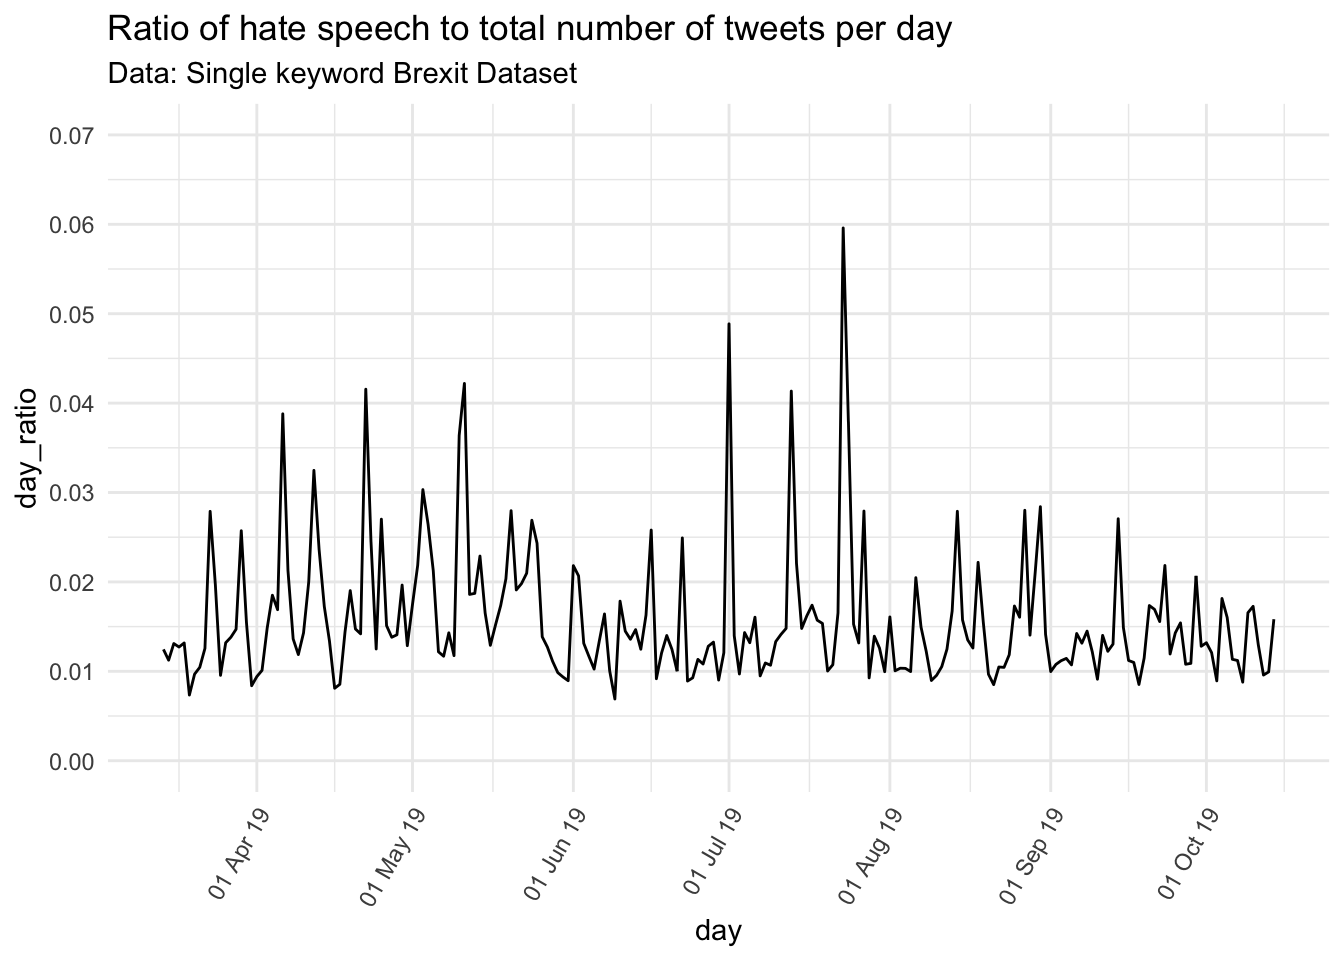 Ratio of hate speech to total number of tweets per day
Data: Single keyword Brexit Dataset
0.07
0.06
0.05
0.04
0.03
0.02
0.01
0.00
day_ratio
01 Apr 19
01 May 19
01 Jun 19
01 Jul 19
01 Aug 19
01 Sep 19
01 Oct 19
day